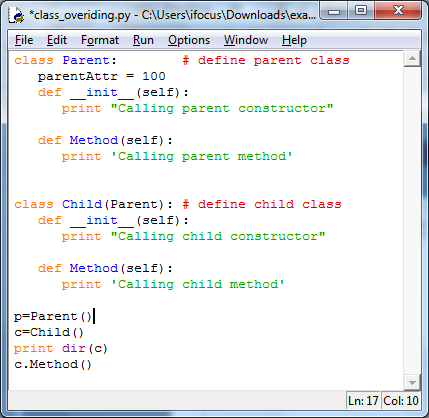 *class_overiding.py - C:\Users\ifocus\Downloads\exa...
File Edit Format Run Options Window Help
class Parent:        # define parent class
   parentAttr = 100
   def __init__(self):
      print "Calling parent constructor"
   def Method(self):
      print 'Calling parent method'
class Child(Parent): # define child class
   def __init__(self):
      print "Calling child constructor"
   def Method(self):
      print 'Calling child method'
p=Parent()
c=Child()
print dir(c)
c.Method()
Ln: 17 Col: 10